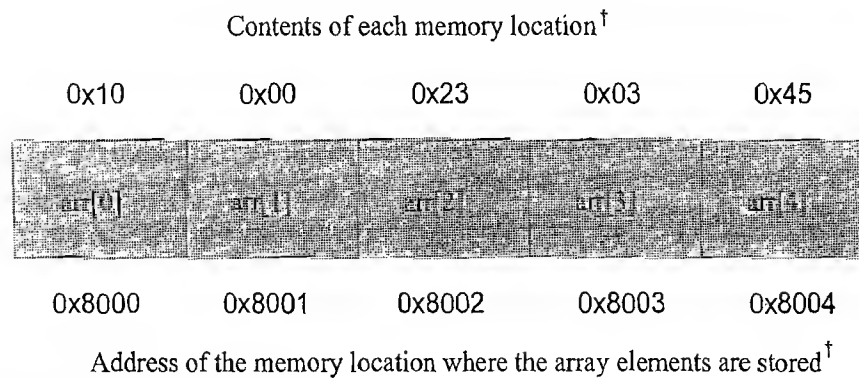 Contents of each memory location†
0x10 0x00 0x23 0x03 0x45
arr[0] arr[1] arr[2] arr[3] arr[4]
0x8000 0x8001 0x8002 0x8003 0x8004
Address of the memory location where the array elements are stored†